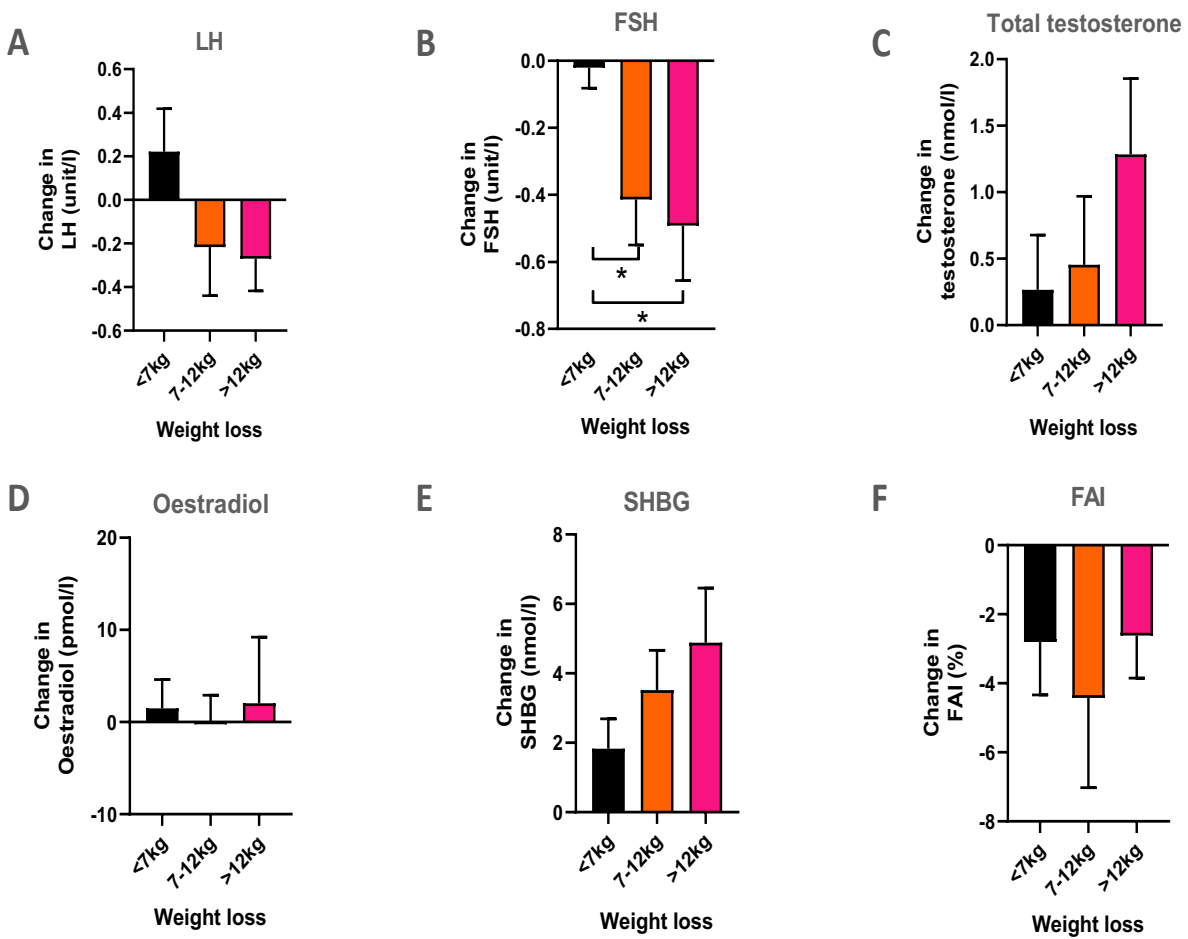 A
LH
Change in
LH (unit/l)
0.6
0.4
0.2
0.0
-0.2
-0.4
-0.6
<7kg
7-12kg
>12kg
Weight loss
B
FSH
Change in
FSH (unit/l)
0.0
-0.2
-0.4
-0.6
-0.8
*
*
<7kg
7-12kg
>12kg
Weight loss
C
Total testosterone
Change in
testosterone (nmol/l)
2.0
1.5
1.0
0.5
0.0
<7kg
7-12kg
>12kg
Weight loss
D
Oestradiol
Change in
Oestradiol (pmol/l)
20
10
0
-10
<7kg
7-12kg
>12kg
Weight loss
E
SHBG
Change in
SHBG (nmol/l)
8
6
4
2
0
<7kg
7-12kg
>12kg
Weight loss
F
FAI
Change in
FAI (%)
0
-2
-4
-6
-8
<7kg
7-12kg
>12kg
Weight loss